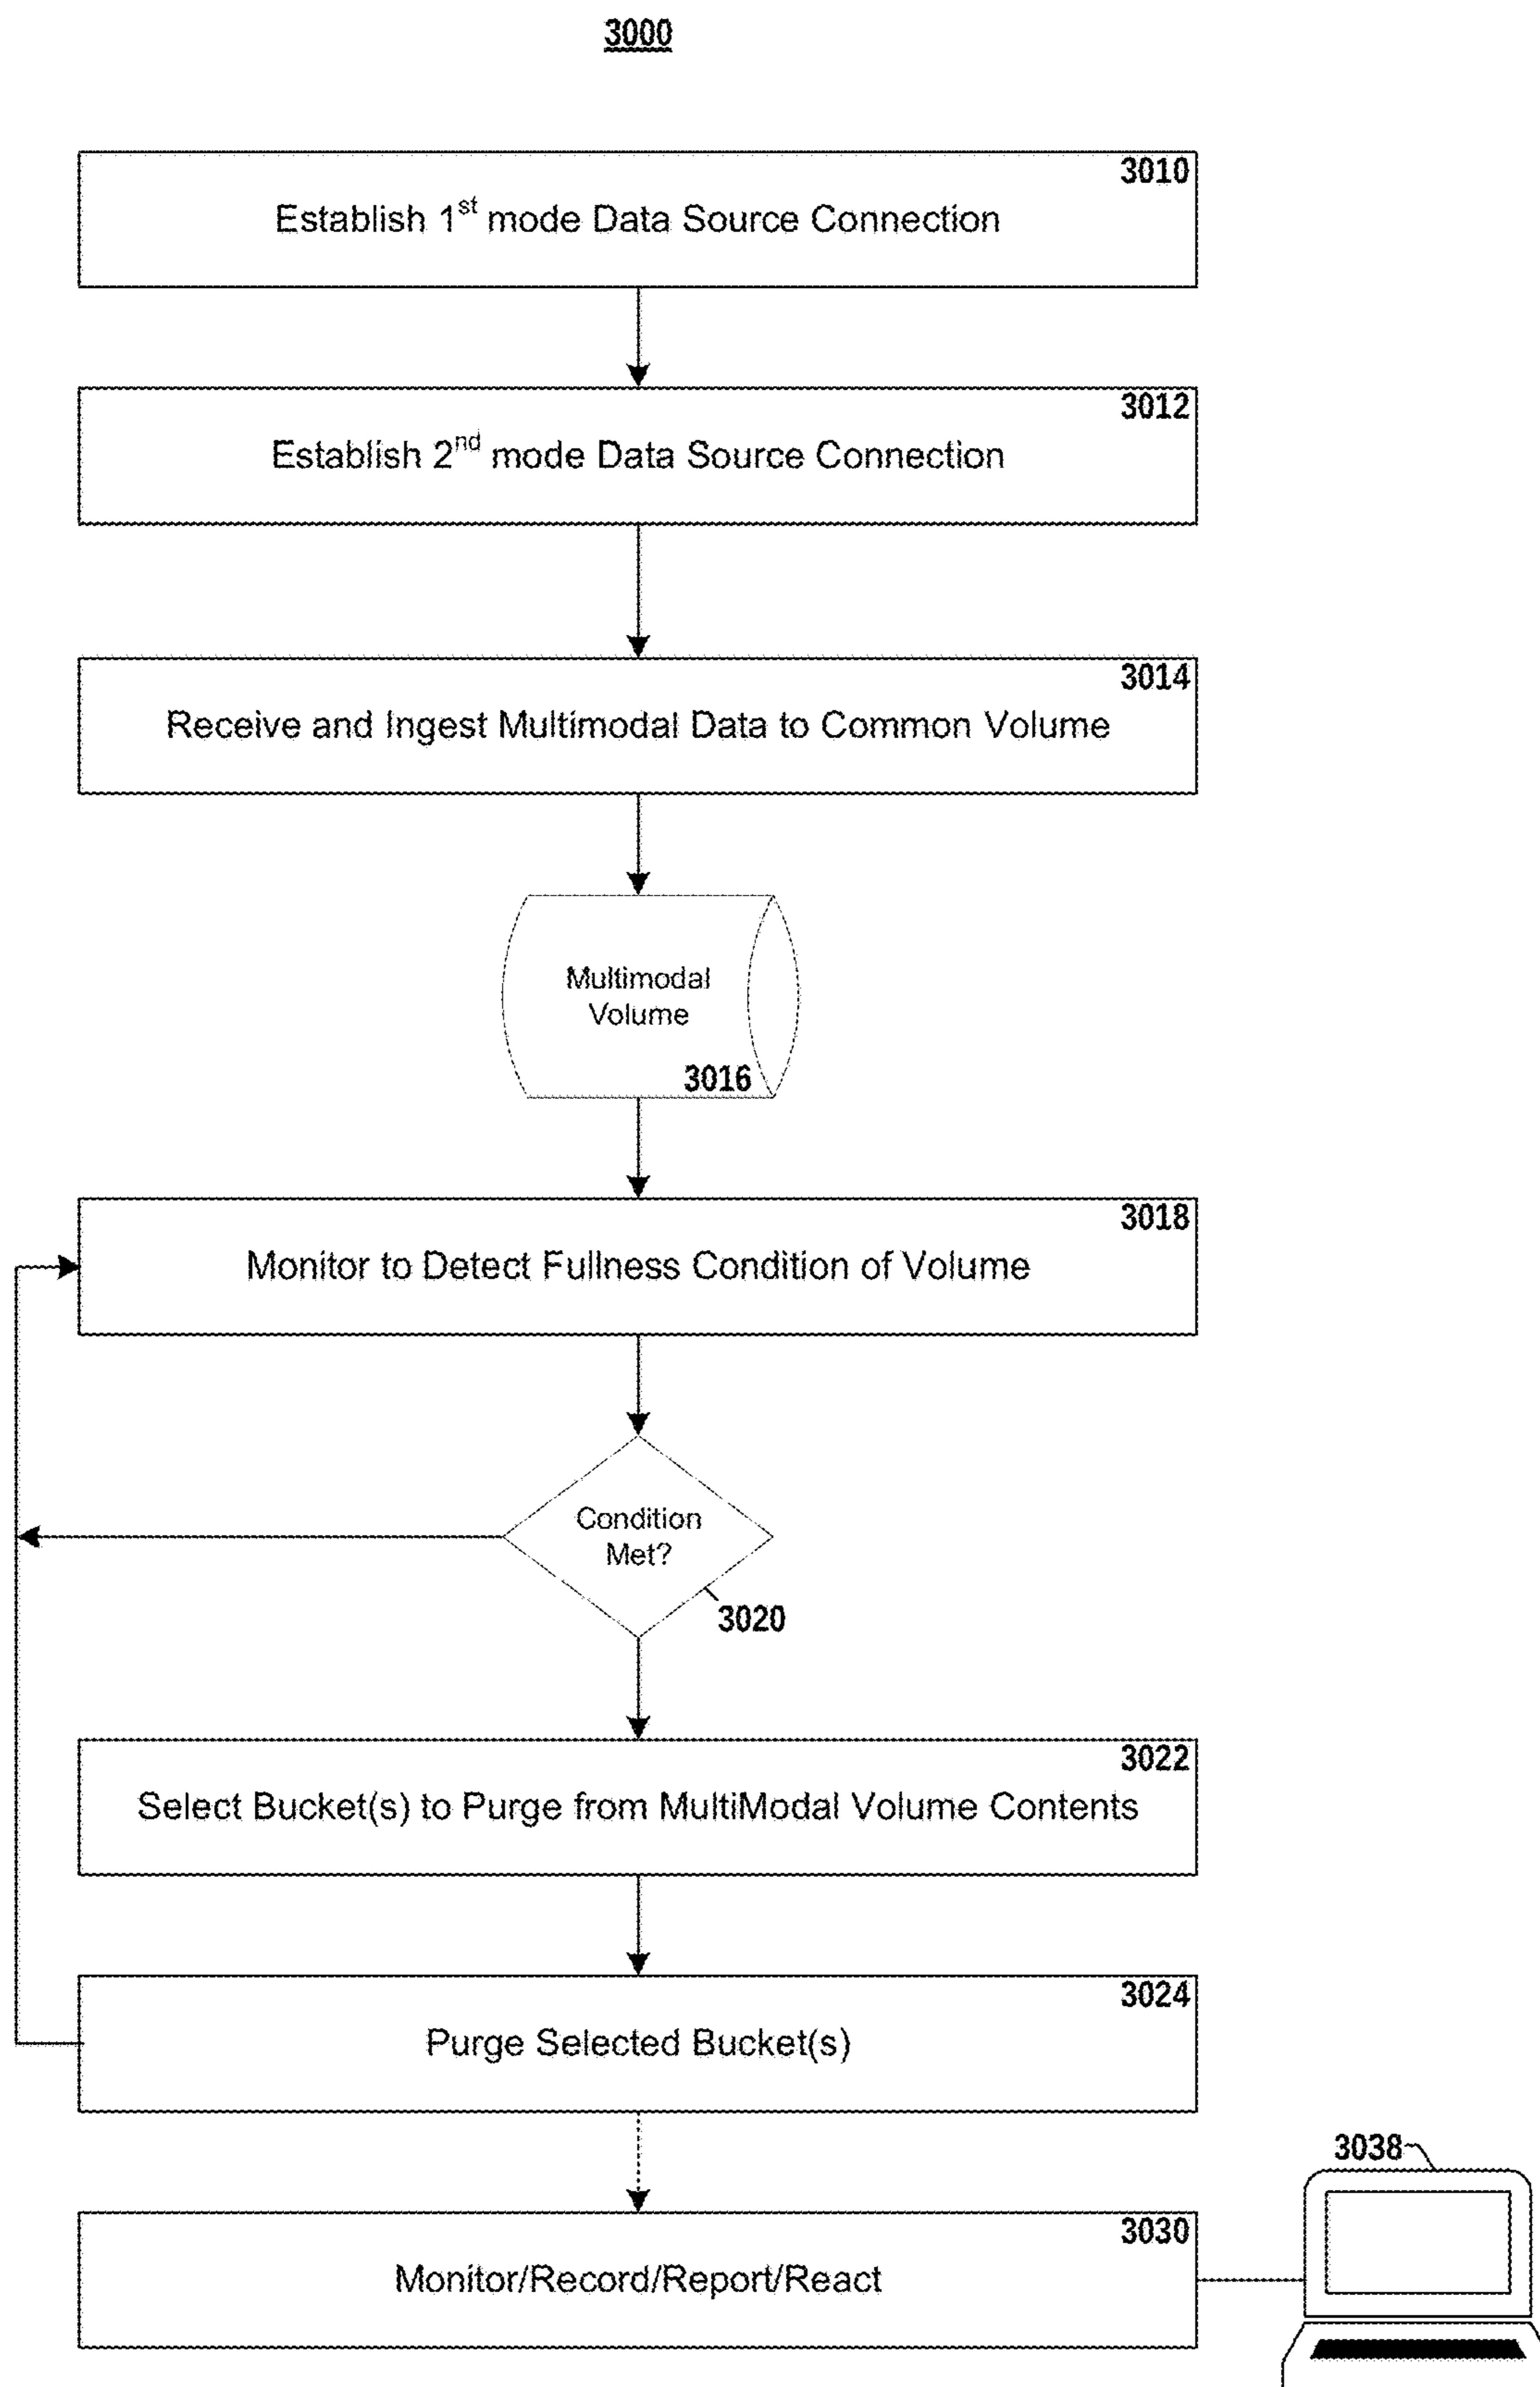 3000
3010
Establish 1st mode Data Source Connection
3012
Establish 2nd mode Data Source Connection
3014
Receive and Ingest Multimodal Data to Common Volume
Multimodal
Volume
3016
3018
Monitor to Detect Fullness Condition of Volume
Condition
Met?
3020
3022
Select Bucket(s) to Purge from MultiModal Volume Contents
3024
Purge Selected Bucket(s)
3038
3030
Monitor/Record/Report/React